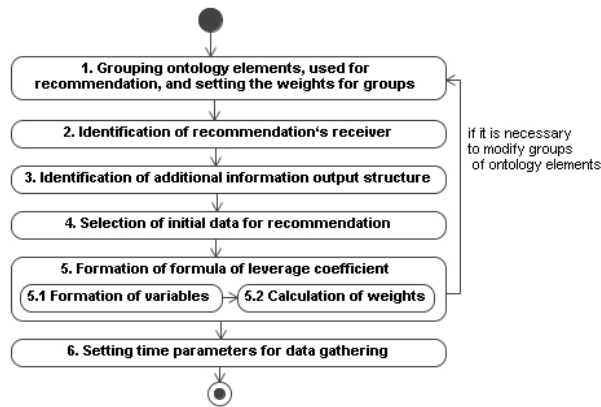 1. Grouping ontology elements, used for
recommendation, and setting the weights for groups
2. Identification of recommendation‘s receiver
if it is necessary
to modify groups
of ontology elements
3. Identification of additional information output structure
4. Selection of initial data for recommendation
5. Formation of formula of leverage coefficient
5.1 Formation of variables
5.2 Calculation of weights
6. Setting time parameters for data gathering